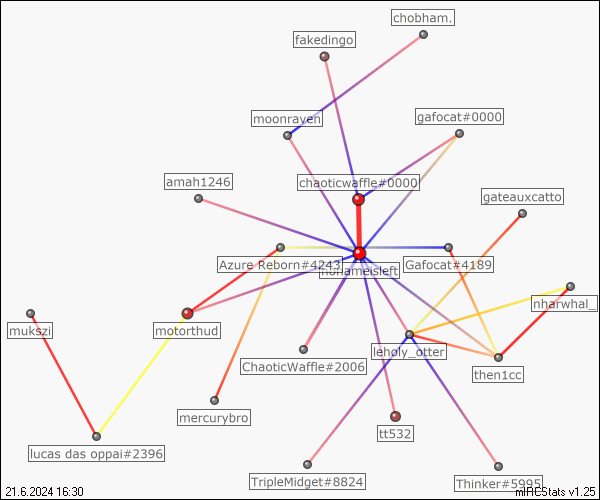 chobham.
fakedingo
moonraven
gafocat#0000
amah1246
chaoticwaffle#0000
gateauxcatto
Azure Reborn#4243
nonameisleft
Gafocat#4189
nharwhal_
mukszi
motorthud
leholy_otter
ChaoticWaffle#2006
then1cc
mercurybro
tt532
lucas das oppai#2396
TripleMidget#8824
Thinker#5995
21.6.2024 16:30
mIRCStats v1.25